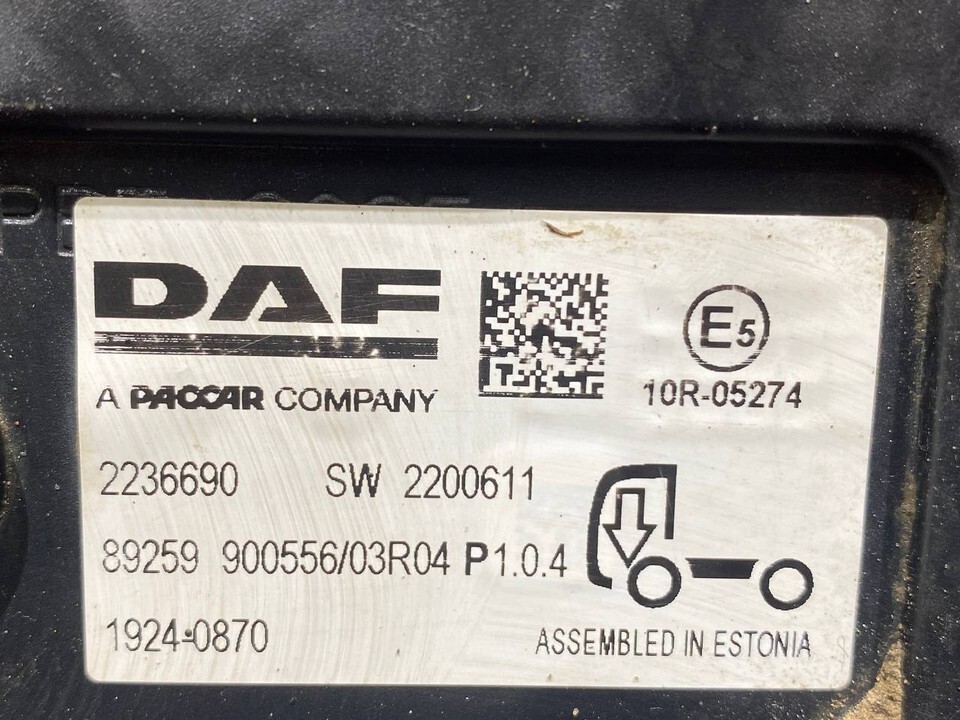 DAF
A PACCAR COMPANY
E5
10R-05274
2236690 SW 2200611
89259 900556/03R04 P1.0.4
1924-0870
ASSEMBLED IN ESTONIA